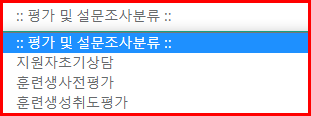 :: 평가 및 설문조사분류 ::
:: 평가 및 설문조사분류 ::
지원자초기상담
훈련생사전평가
훈련생성취도평가